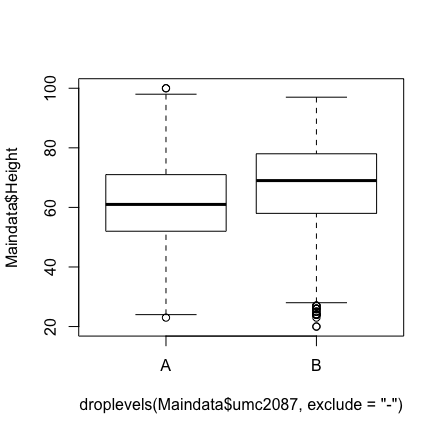 Maindata$Height
100
80
60
40
20
A B
droplevels(Maindata$umc2087, exclude = "-")